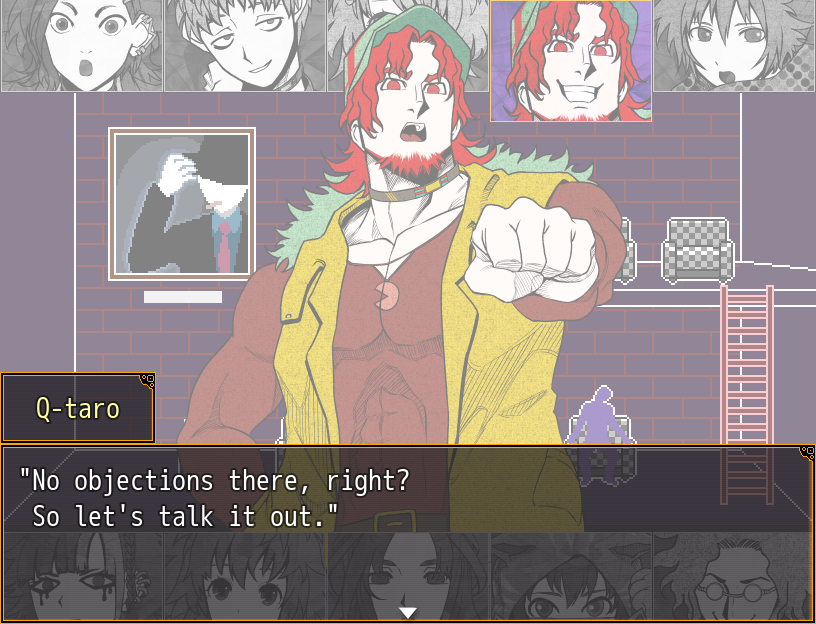 Q-taro
"No objections there, right?
So let's talk it out."